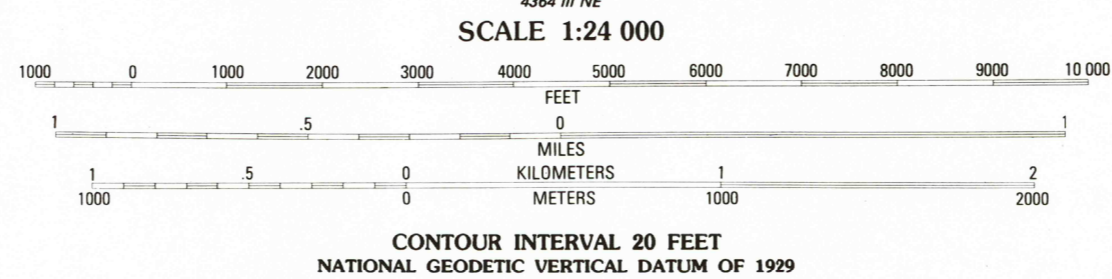 4364 III NE
SCALE 1:24 000
1000 0 1000 2000 3000 4000 5000 6000 7000 8000 9000 10 000
FEET
1 .5 0 1
MILES
1 .5 0 KILOMETERS 1 2
1000 0 METERS 1000 2000
CONTOUR INTERVAL 20 FEET
NATIONAL GEODETIC VERTICAL DATUM OF 1929